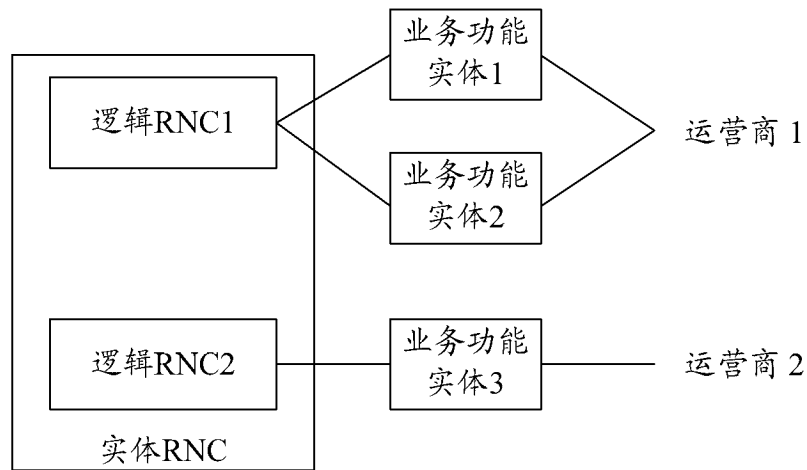 业务功能
实体1
逻辑RNC1
运营商 1
业务功能
实体2
逻辑RNC2
业务功能
实体3
运营商 2
实体RNC